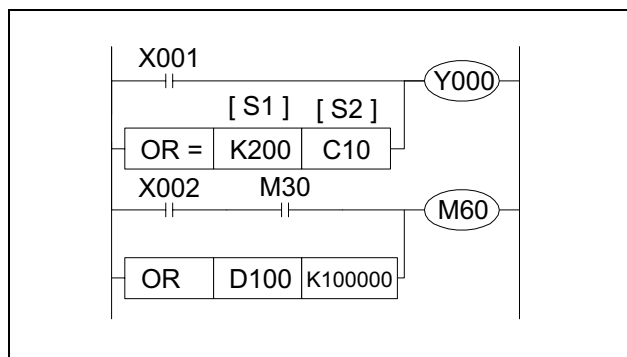 X001
Y000
[ S1 ] [ S2 ]
OR = K200 C10
X002 M30
M60
OR D100 K100000